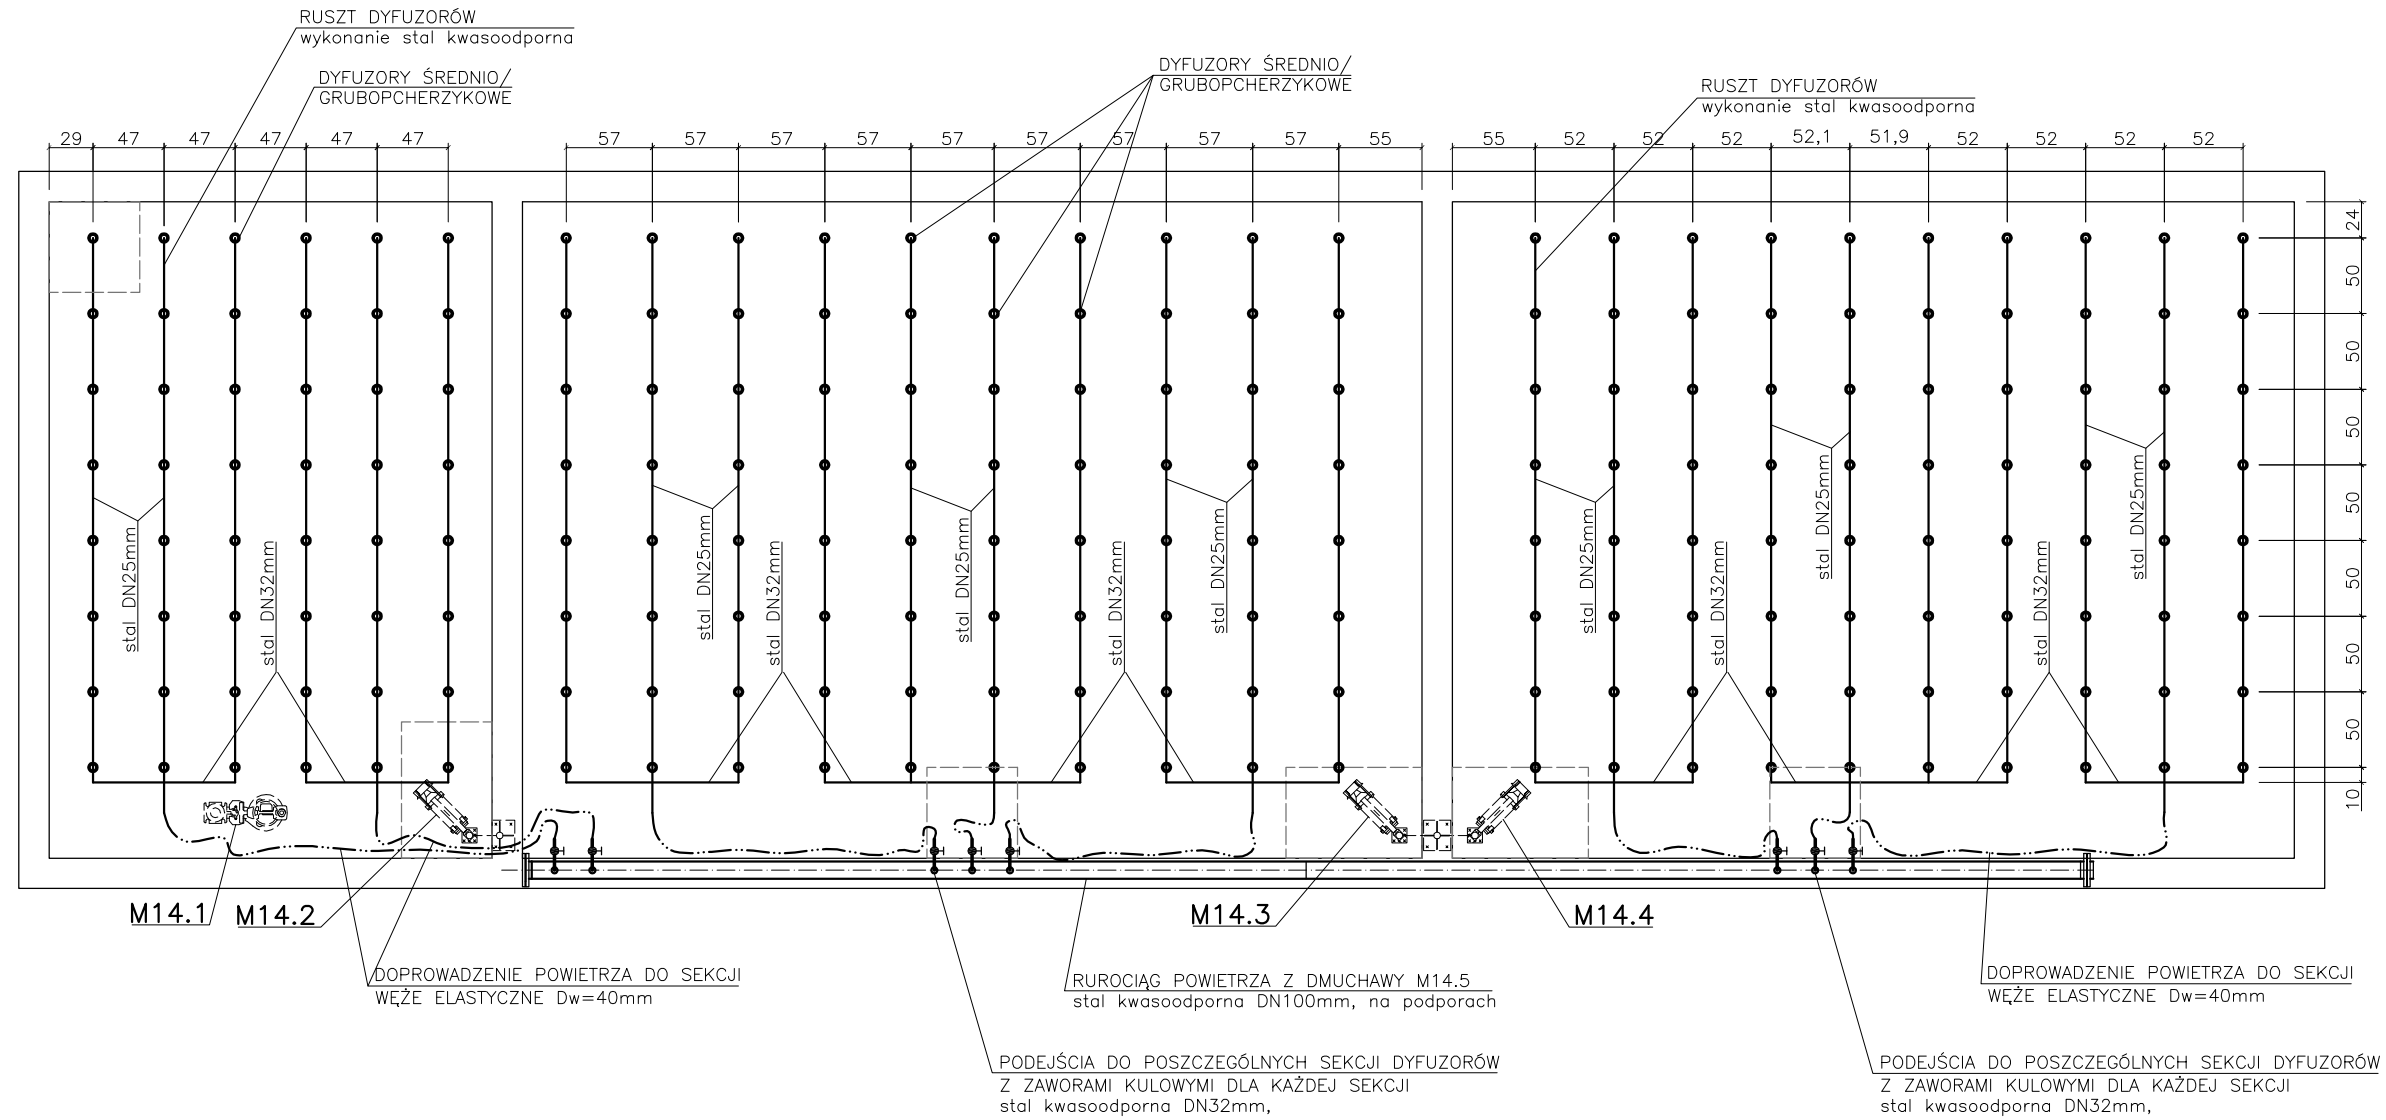 RUSZT DYFUZORÓW
wykonanie stal kwasoodporna
DYFUZORY ŚREDNIO/
GRUBOPCHERZYKOWE
DYFUZORY ŚREDNIO/
GRUBOPCHERZYKOWE
RUSZT DYFUZORÓW
wykonanie stal kwasoodporna
29 47 47 47 47 47 57 57 57 57 57 57 57 57 57 55 55 52 52 52 52,1 51,9 52 52 52 52
24
50
50
50
50
50
50
50
10
stal DN25mm
stal DN32mm
stal DN25mm
stal DN32mm
stal DN25mm
stal DN32mm
stal DN25mm
stal DN25mm
stal DN32mm
stal DN25mm
stal DN32mm
stal DN25mm
M14.1
M14.2
M14.3
M14.4
DOPROWADZENIE POWIETRZA DO SEKCJI
WĘŻE ELASTYCZNE Dw=40mm
RUROCIĄG POWIETRZA Z DMUCHAWY M14.5
stal kwasoodporna DN100mm, na podporach
DOPROWADZENIE POWIETRZA DO SEKCJI
WĘŻE ELASTYCZNE Dw=40mm
PODEJŚCIA DO POSZCZEGÓLNYCH SEKCJI DYFUZORÓW
Z ZAWORAMI KULOWYMI DLA KAŻDEJ SEKCJI
stal kwasoodporna DN32mm,
PODEJŚCIA DO POSZCZEGÓLNYCH SEKCJI DYFUZORÓW
Z ZAWORAMI KULOWYMI DLA KAŻDEJ SEKCJI
stal kwasoodporna DN32mm,